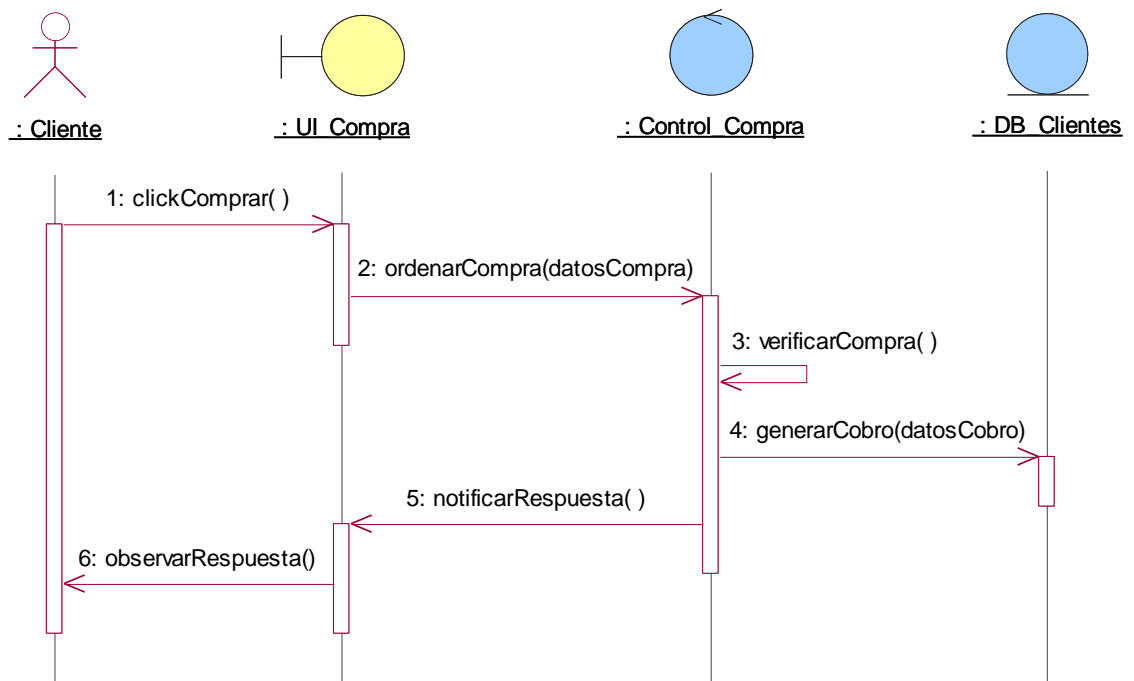 : Cliente
: UI_Compra
: Control_Compra
: DB_Clientes
1: clickComprar( )
2: ordenarCompra(datosCompra)
3: verificarCompra( )
4: generarCobro(datosCobro)
5: notificarRespuesta( )
6: observarRespuesta()